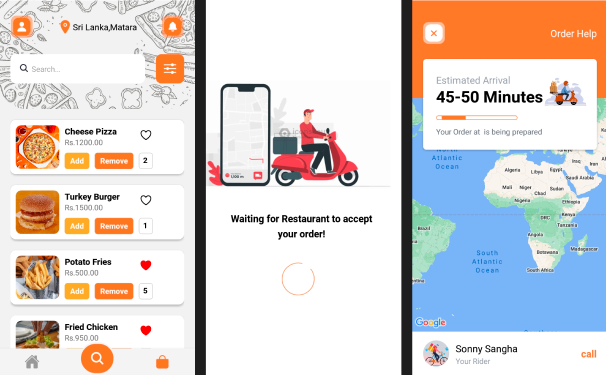 Sri Lanka,Matara
Search...
Cheese Pizza
Rs.1200.00
Add Remove 2
Turkey Burger
Rs.1500.00
Add Remove 1
Potato Fries
Rs.500.00
Add Remove 5
Fried Chicken
Rs.950.00
Waiting for Restaurant to accept
your order!
Order Help
Estimated Arrival
45-50 Minutes
Your Order at is being prepared
North
Atlantic
Ocean
Algeria
Libya
Egypt
Mali
Niger
Sudan
Chad
Ethiopia
DRC
Kenya
Tanzania
Angola
Brazil
Namibia
Botswana
Madagascar
South
Atlantic
Ocean
South Africa
Google
Sonny Sangha
Your Rider
call